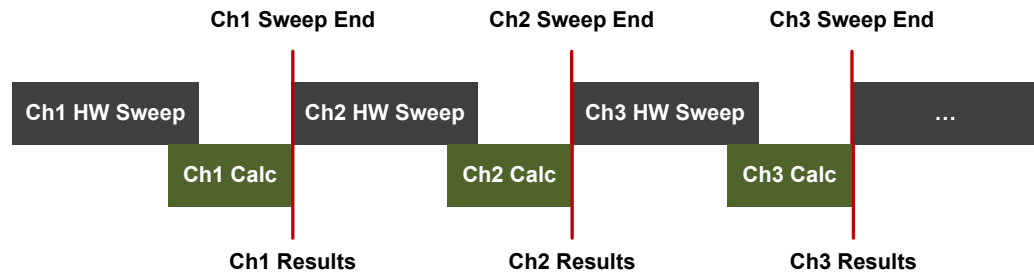 Ch1 Sweep End
Ch2 Sweep End
Ch3 Sweep End
Ch1 HW Sweep
Ch2 HW Sweep
Ch3 HW Sweep
…
Ch1 Calc
Ch2 Calc
Ch3 Calc
Ch1 Results
Ch2 Results
Ch3 Results